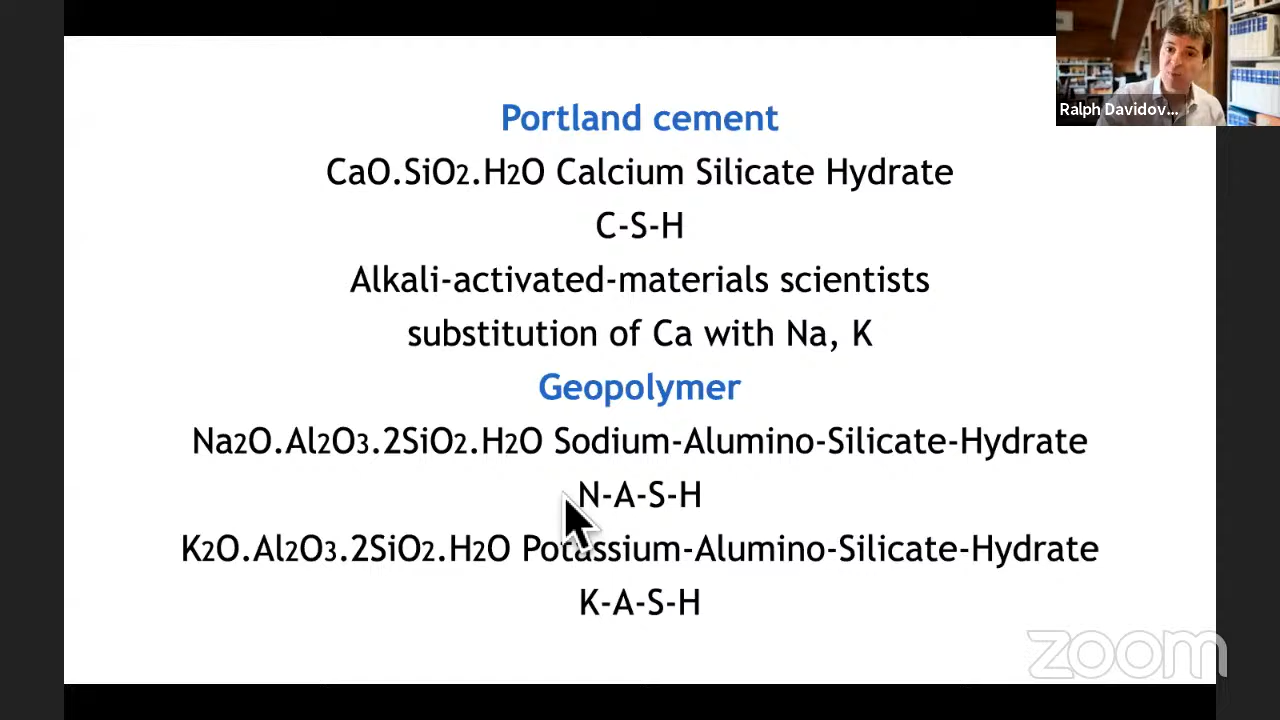 Portland cement
CaO.SiO2.H2O Calcium Silicate Hydrate
C-S-H
Alkali-activated-materials scientists
substitution of Ca with Na, K
Geopolymer
Na2O.Al2O3.2SiO2.H2O Sodium-Alumino-Silicate-Hydrate
N-A-S-H
K2O.Al2O3.2SiO2.H2O Potassium-Alumino-Silicate-Hydrate
K-A-S-H
Ralph Davidov...
zoom